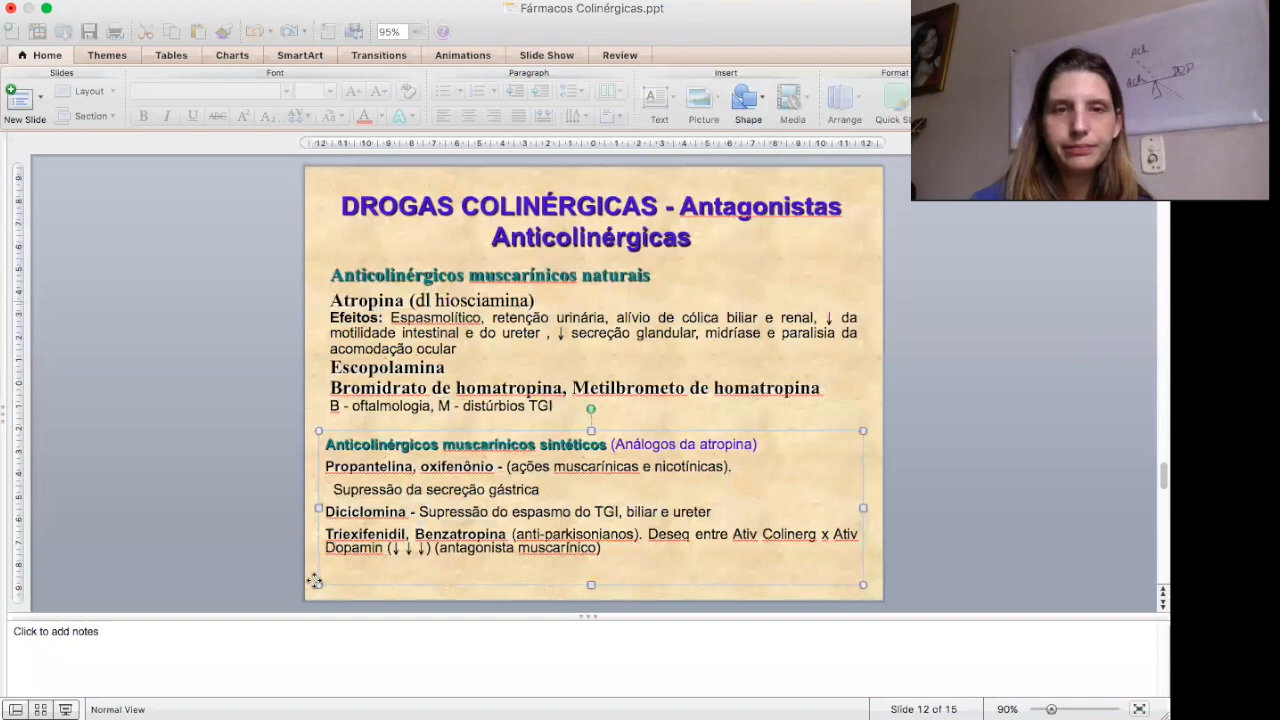 Fármacos Colinérgicas.ppt
95%
Home Themes Tables Charts SmartArt Transitions Animations Slide Show Review
Slides Font Paragraph Insert Format
Layout
Section
New Slide
B I U
Text Picture Shape Media Arrange Quick S
DROGAS COLINÉRGICAS - Antagonistas
Anticolinérgicas
Anticolinérgicos muscarínicos naturais
Atropina (dl hiosciamina)
Efeitos: Espasmolítico, retenção urinária, alívio de cólica biliar e renal, ↓ da
motilidade intestinal e do ureter , ↓ secreção glandular, midríase e paralisia da
acomodação ocular
Escopolamina
Bromidrato de homatropina, Metilbrometo de homatropina
B - oftalmologia, M - distúrbios TGI
Anticolinérgicos muscarínicos sintéticos (Análogos da atropina)
Propantelina, oxifenônio - (ações muscarínicas e nicotínicas).
Supressão da secreção gástrica
Diciclomina - Supressão do espasmo do TGI, biliar e ureter
Triexifenidil, Benzatropina (anti-parkisonianos). Deseq entre Ativ Colinerg x Ativ
Dopamin (↓ ↓ ↓) (antagonista muscarínico)
Click to add notes
Normal View
Slide 12 of 15
90%
Ach
Ach